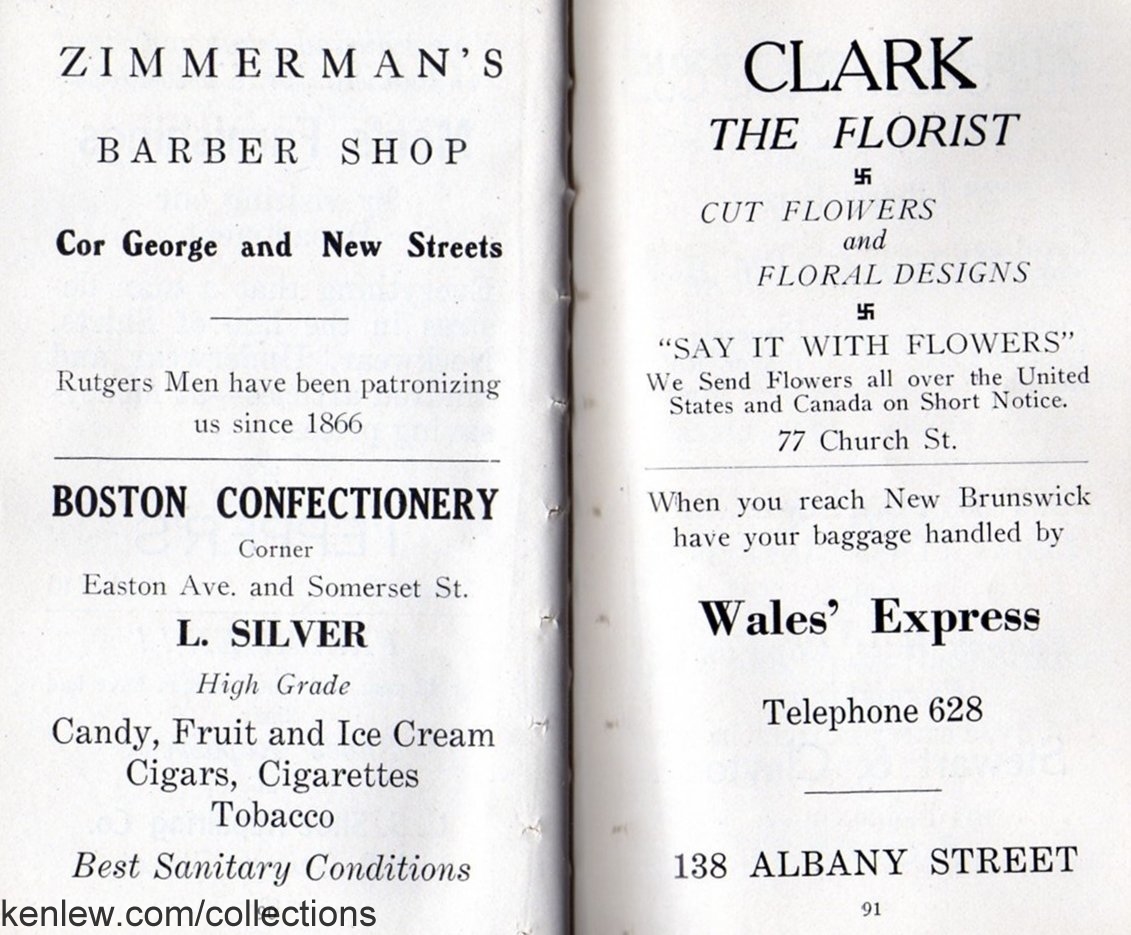 ZIMMERMAN'S
BARBER SHOP
Cor George and New Streets
Rutgers Men have been patronizing
us since 1866
BOSTON CONFECTIONERY
Corner
Easton Ave. and Somerset St.
L. SILVER
High Grade
Candy, Fruit and Ice Cream
Cigars, Cigarettes
Tobacco
Best Sanitary Conditions
kenlew.com/collections
CLARK
THE FLORIST
卐
CUT FLOWERS
and
FLORAL DESIGNS
卐
"SAY IT WITH FLOWERS"
We Send Flowers all over the United
States and Canada on Short Notice.
77 Church St.
When you reach New Brunswick
have your baggage handled by
Wales' Express
Telephone 628
138 ALBANY STREET
91